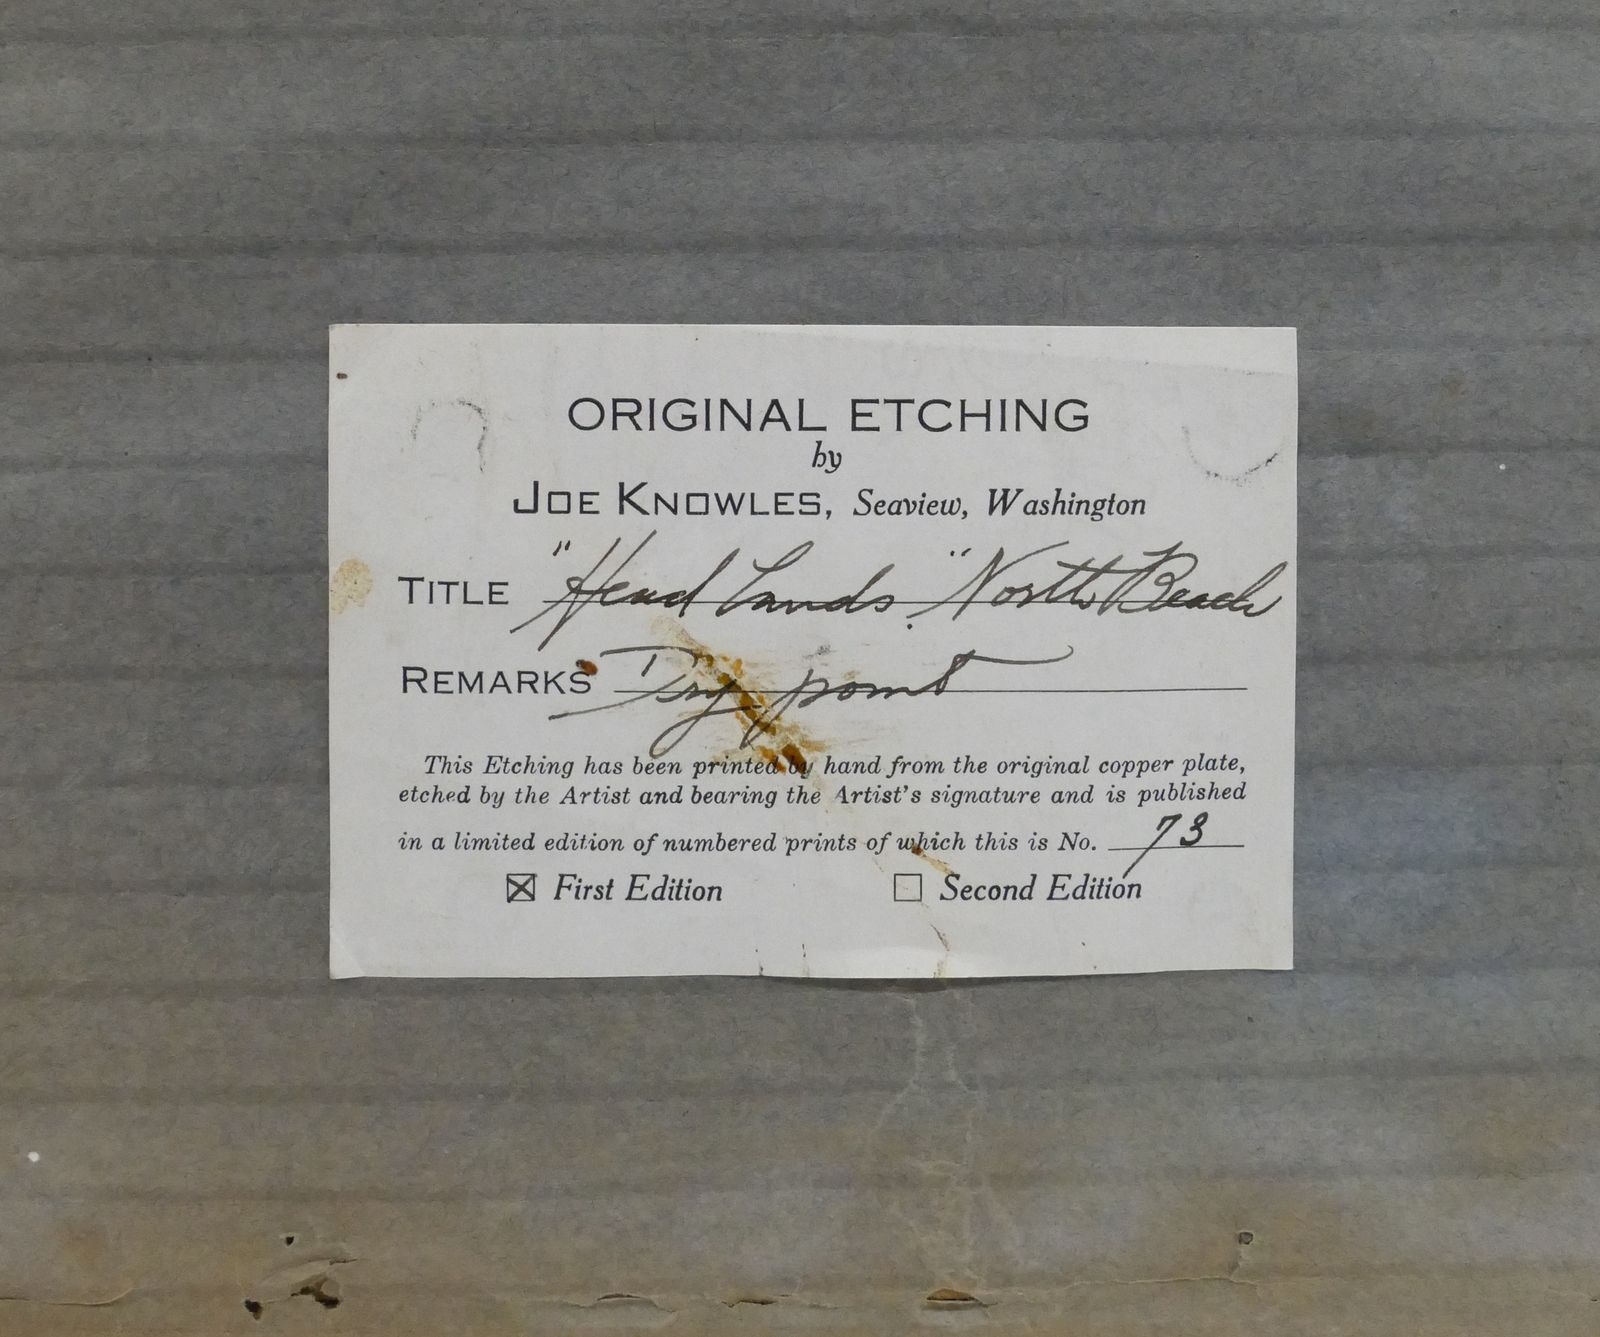 ORIGINAL ETCHING
by
JOE KNOWLES, Seaview, Washington
TITLE "Head Lands." North Beach
REMARKS Dry point
This Etching has been printed by hand from the original copper plate,
etched by the Artist and bearing the Artist's signature and is published
in a limited edition of numbered prints of which this is No. 73
☒ First Edition ☐ Second Edition